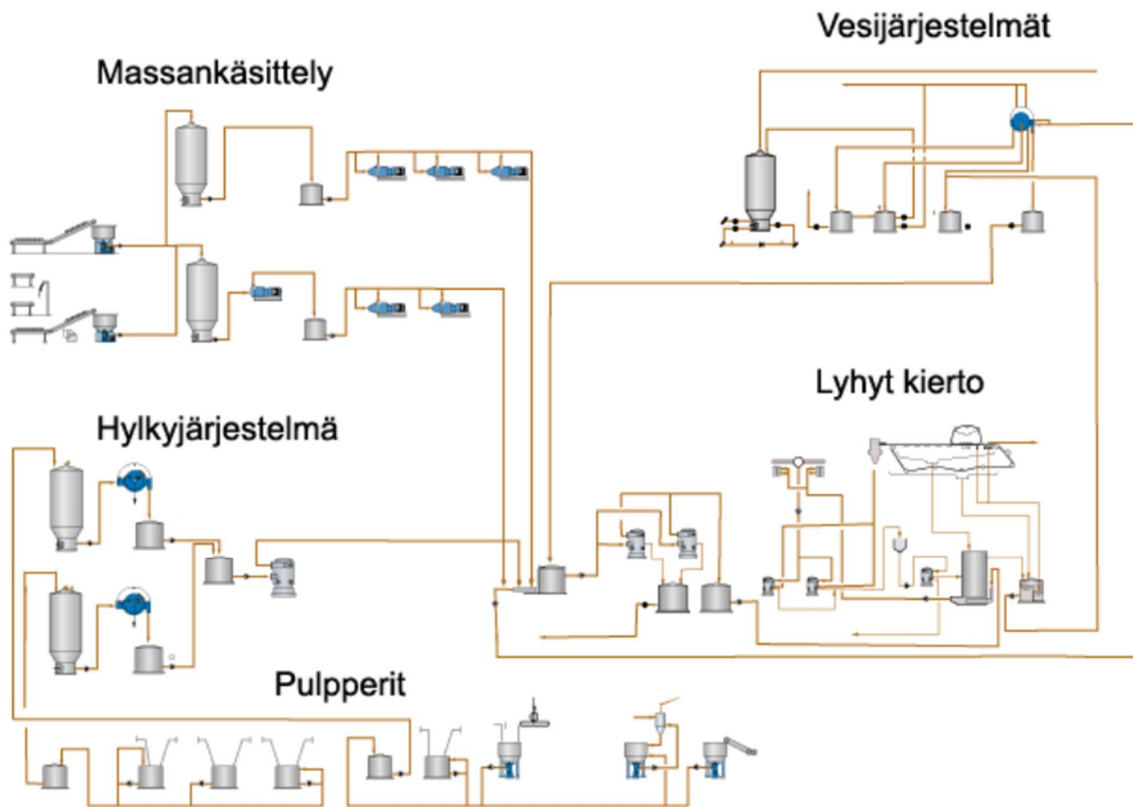 Vesijärjestelmät
Massankäsittely
Lyhyt kierto
Hylkyjärjestelmä
Pulpperit